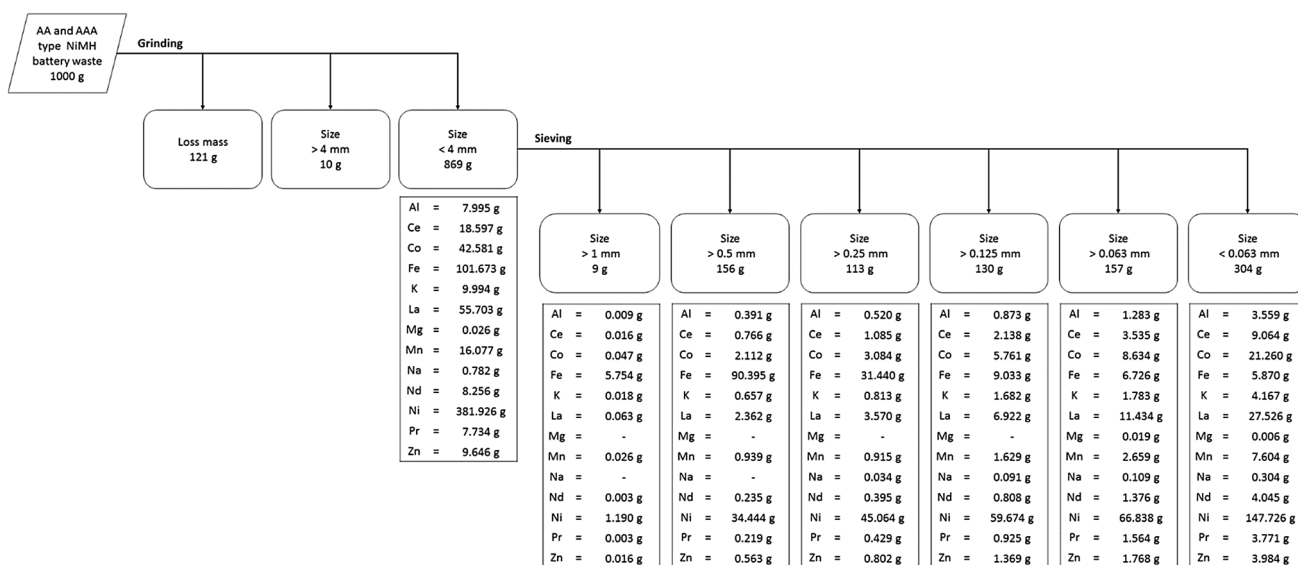 AA and AAA
type NiMH
battery waste
1000 g
Grinding
Loss mass
121 g
Size
> 4 mm
10 g
Size
< 4 mm
869 g
Sieving
Al = 7.995 g
Ce = 18.597 g
Co = 42.581 g
Fe = 101.673 g
K = 9.994 g
La = 55.703 g
Mg = 0.026 g
Mn = 16.077 g
Na = 0.782 g
Nd = 8.256 g
Ni = 381.926 g
Pr = 7.734 g
Zn = 9.646 g
Size
> 1 mm
9 g
Al = 0.009 g
Ce = 0.016 g
Co = 0.047 g
Fe = 5.754 g
K = 0.018 g
La = 0.063 g
Mg = -
Mn = 0.026 g
Na = -
Nd = 0.003 g
Ni = 1.190 g
Pr = 0.003 g
Zn = 0.016 g
Size
> 0.5 mm
156 g
Al = 0.391 g
Ce = 0.766 g
Co = 2.112 g
Fe = 90.395 g
K = 0.657 g
La = 2.362 g
Mg = -
Mn = 0.939 g
Na = -
Nd = 0.235 g
Ni = 34.444 g
Pr = 0.219 g
Zn = 0.563 g
Size
> 0.25 mm
113 g
Al = 0.520 g
Ce = 1.085 g
Co = 3.084 g
Fe = 31.440 g
K = 0.813 g
La = 3.570 g
Mg = -
Mn = 0.915 g
Na = 0.034 g
Nd = 0.395 g
Ni = 45.064 g
Pr = 0.429 g
Zn = 0.802 g
Size
> 0.125 mm
130 g
Al = 0.873 g
Ce = 2.138 g
Co = 5.761 g
Fe = 9.033 g
K = 1.682 g
La = 6.922 g
Mg = -
Mn = 1.629 g
Na = 0.091 g
Nd = 0.808 g
Ni = 59.674 g
Pr = 0.925 g
Zn = 1.369 g
Size
> 0.063 mm
157 g
Al = 1.283 g
Ce = 3.535 g
Co = 8.634 g
Fe = 6.726 g
K = 1.783 g
La = 11.434 g
Mg = 0.019 g
Mn = 2.659 g
Na = 0.109 g
Nd = 1.376 g
Ni = 66.838 g
Pr = 1.564 g
Zn = 1.768 g
Size
< 0.063 mm
304 g
Al = 3.559 g
Ce = 9.064 g
Co = 21.260 g
Fe = 5.870 g
K = 4.167 g
La = 27.526 g
Mg = 0.006 g
Mn = 7.604 g
Na = 0.304 g
Nd = 4.045 g
Ni = 147.726 g
Pr = 3.771 g
Zn = 3.984 g